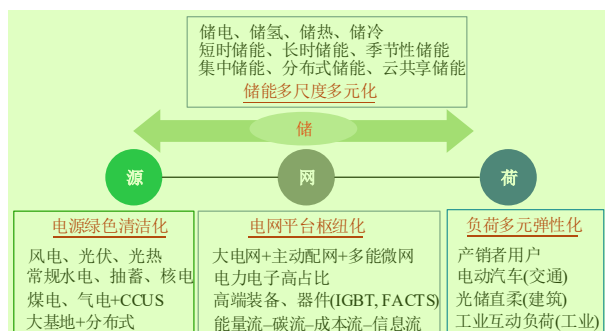 储电、储氢、储热、储冷
短时储能、长时储能、季节性储能
集中储能、分布式储能、云共享储能
储能多尺度多元化
储
源
网
荷
电源绿色清洁化
风电、光伏、光热
常规水电、抽蓄、核电
煤电、气电+CCUS
大基地+分布式
电网平台枢纽化
大电网+主动配网+多能微网
电力电子高占比
高端装备、器件(IGBT, FACTS)
能量流–碳流–成本流–信息流
负荷多元弹性化
产销者用户
电动汽车(交通)
光储直柔(建筑)
工业互动负荷(工业)